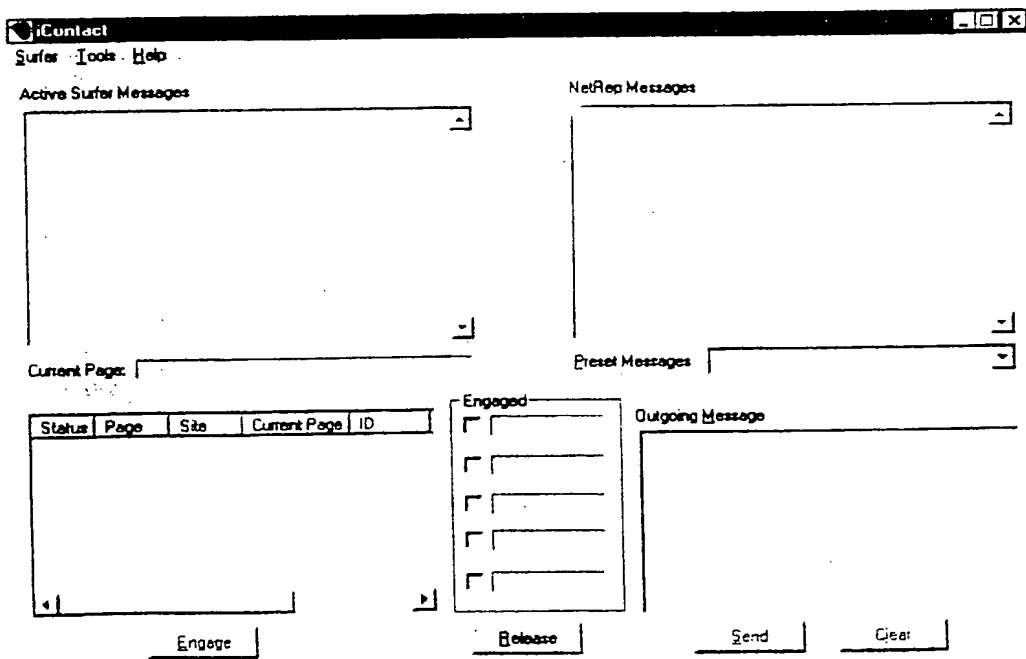 iContact
Surfer Tools Help
Active Surfer Messages
NetRep Messages
Current Page:
Preset Messages
Status Page Site Current Page ID
Engaged
Outgoing Message
Engage
Release
Send
Clear